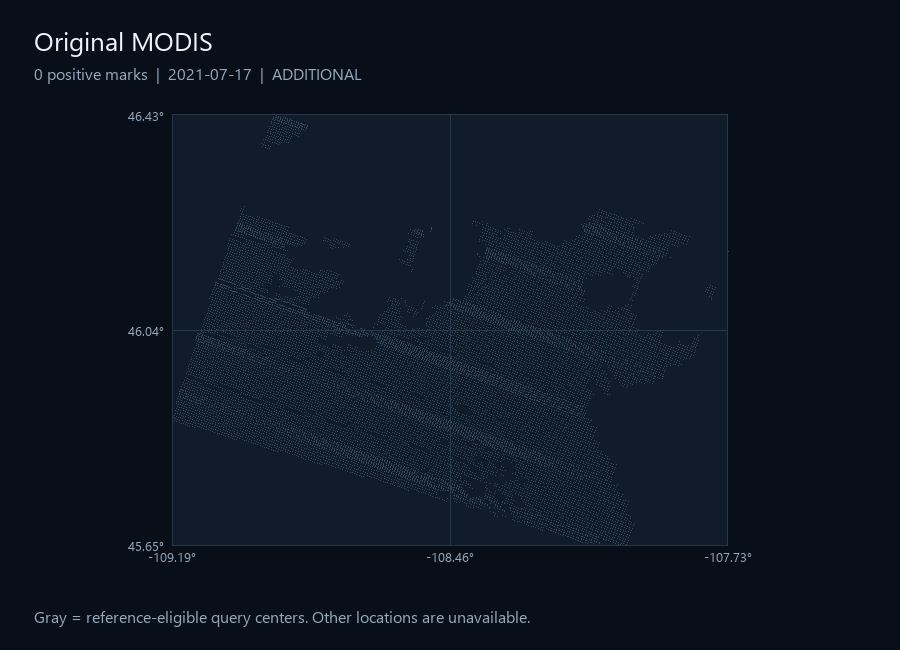 Original MODIS
0 positive marks | 2021-07-17 | ADDITIONAL
46.43°
46.04°
45.65°
-109.19°
-108.46°
-107.73°
Gray = reference-eligible query centers. Other locations are unavailable.